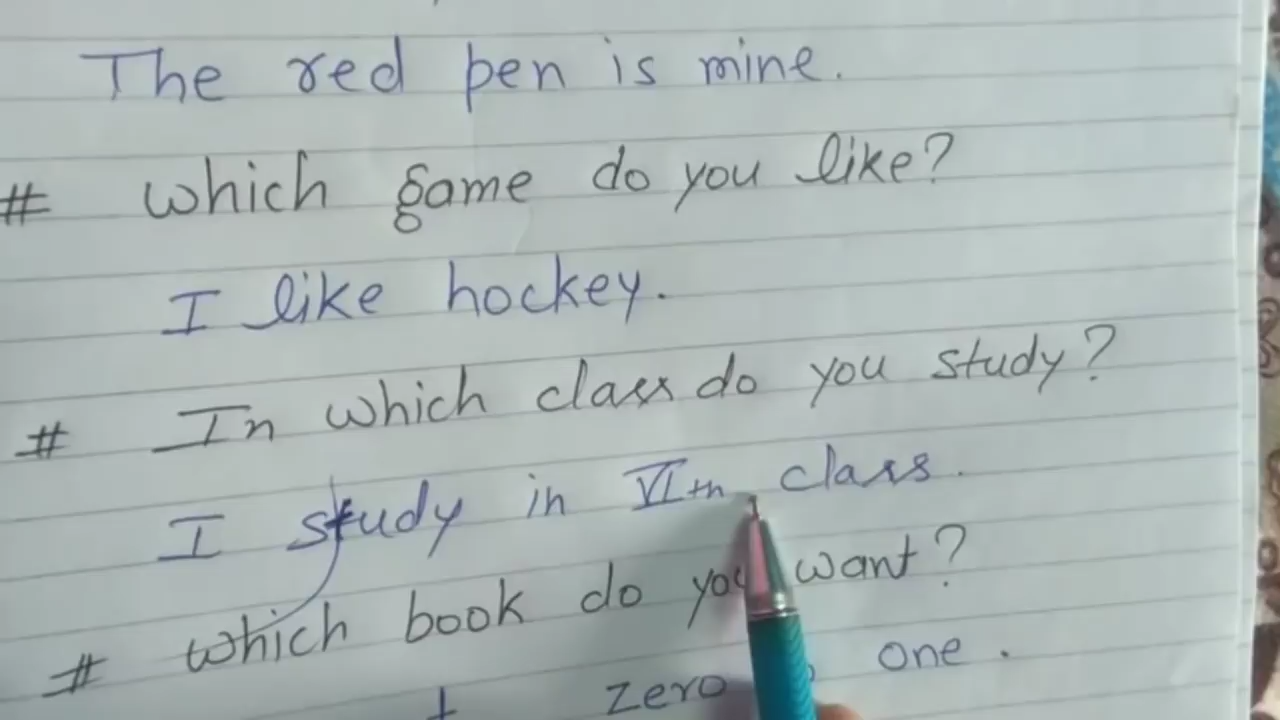 The red pen is mine.
# which game do you like?
I like hockey.
# In which class do you study?
I study in VIth class.
# which book do you want?
zero one.